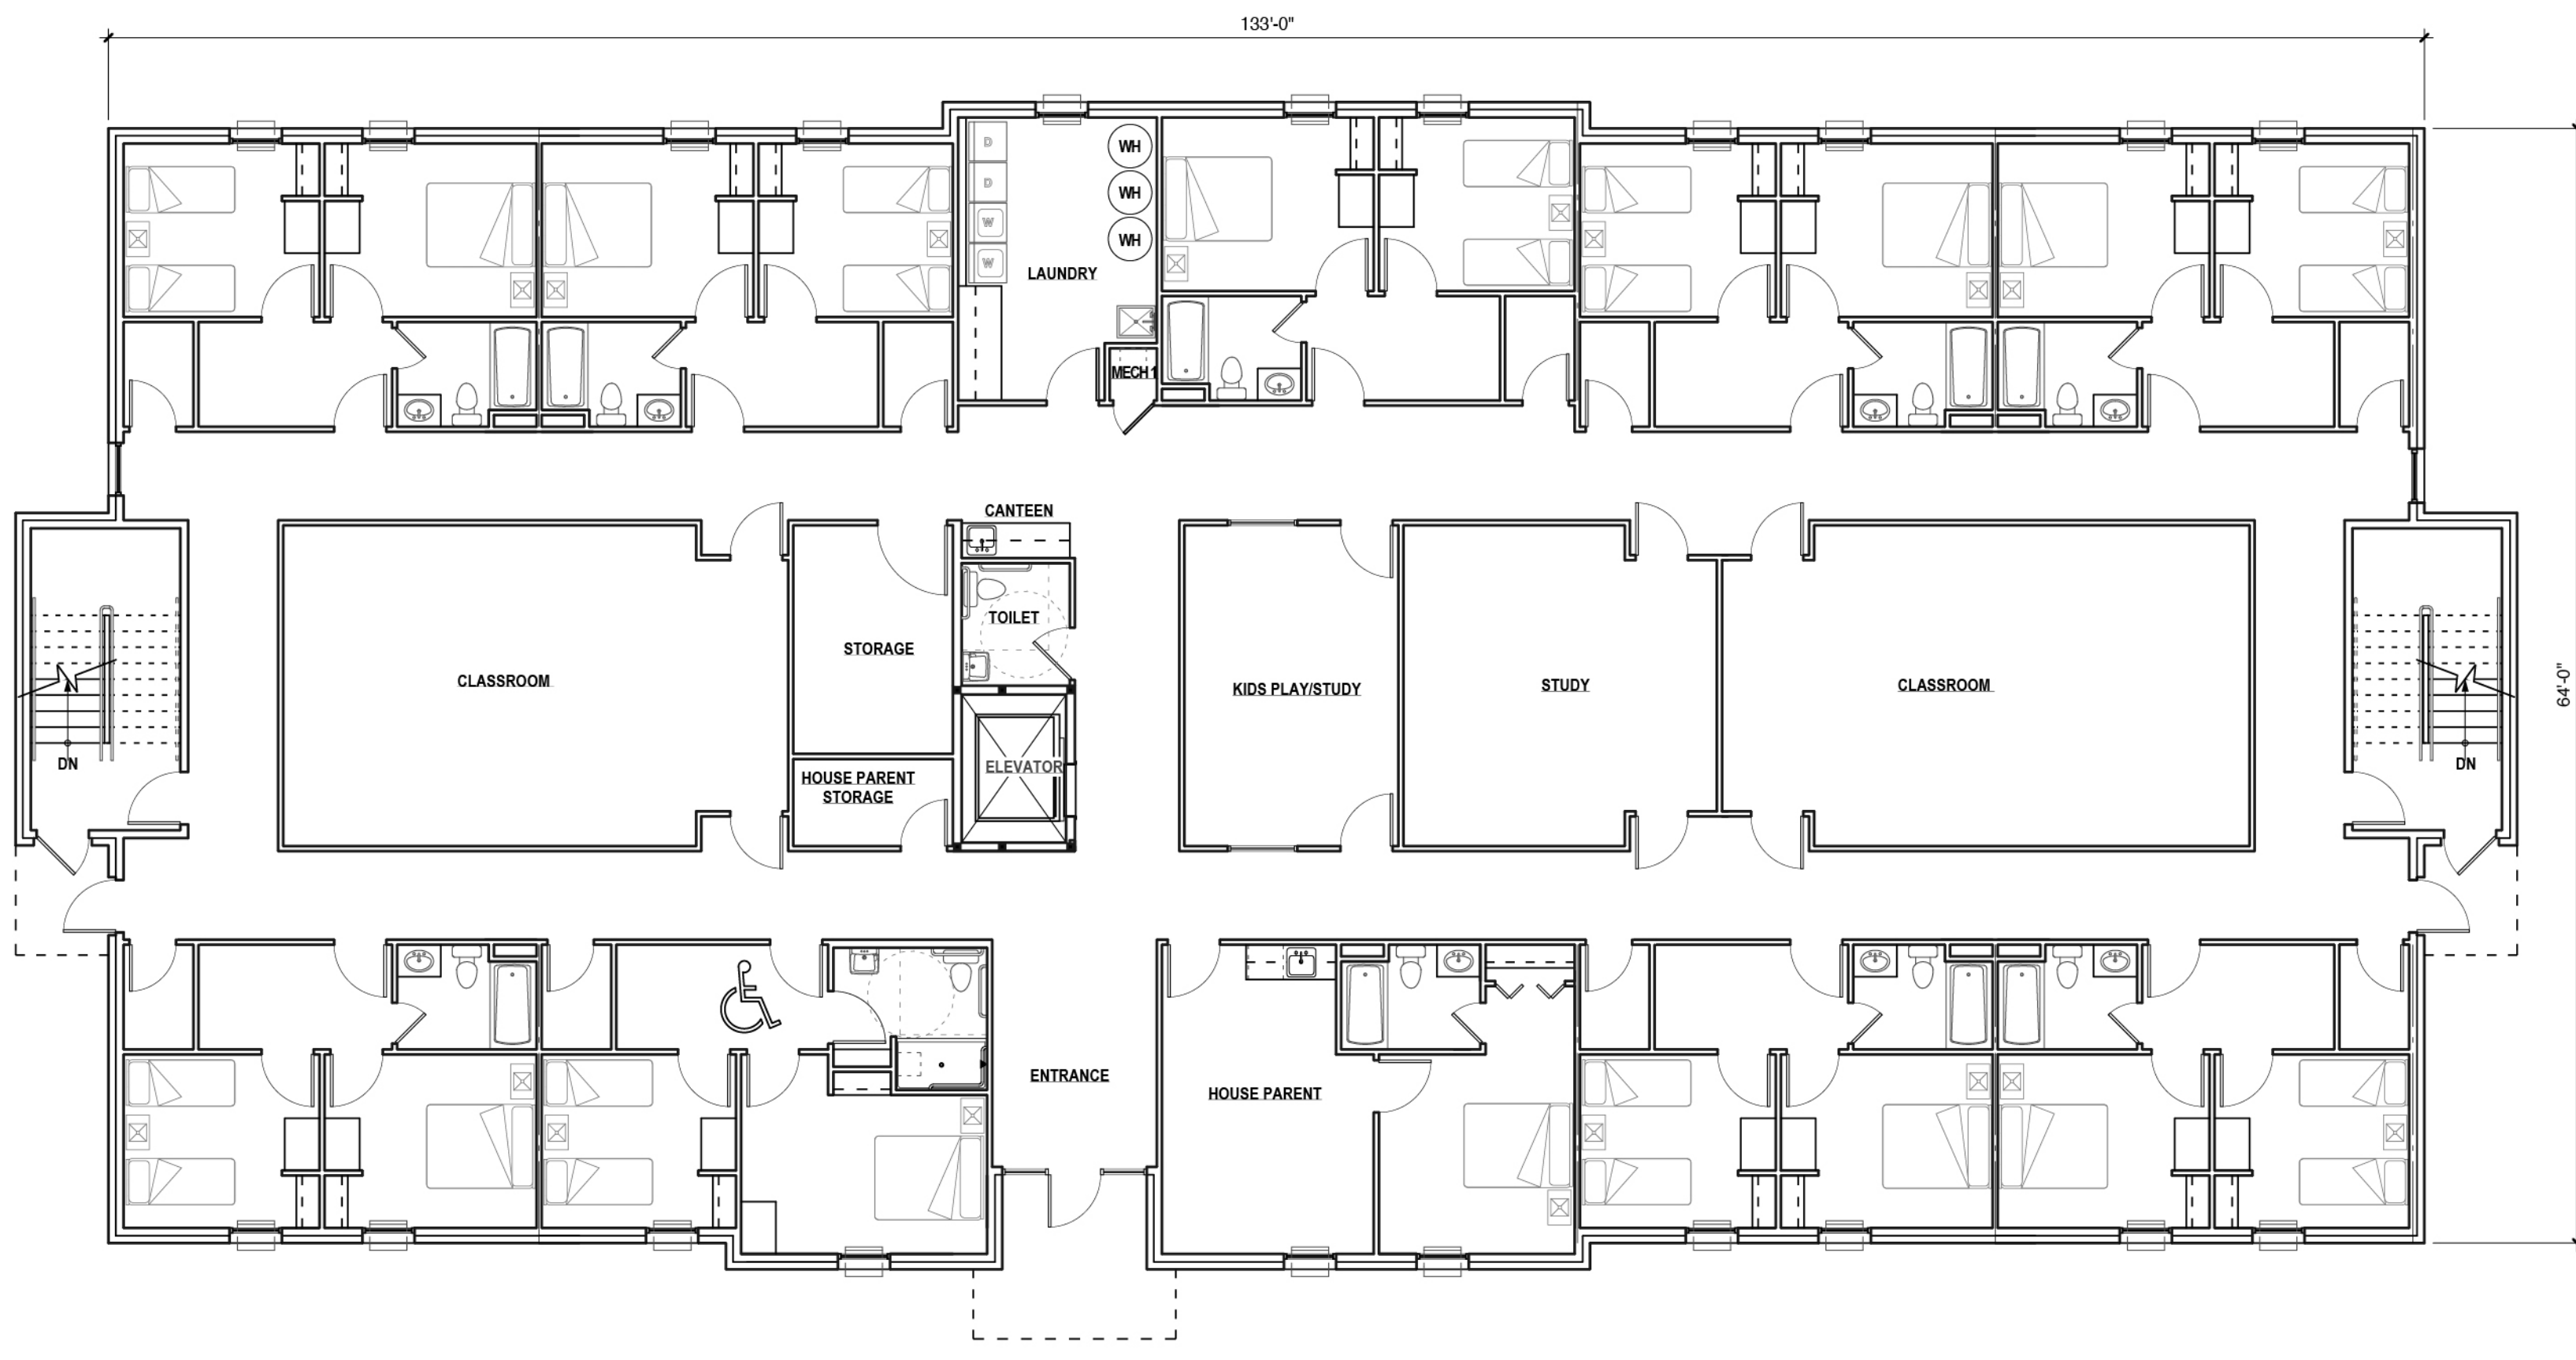 133'-0"
D
D
W
W
WH
WH
WH
LAUNDRY
MECH 1
CANTEEN
TOILET
STORAGE
CLASSROOM
KIDS PLAY/STUDY
STUDY
CLASSROOM
64'-0"
DN
ELEVATOR
HOUSE PARENT
STORAGE
DN
ENTRANCE
HOUSE PARENT